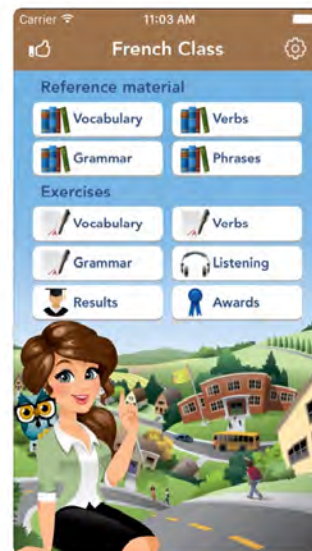 Carrier 11:03 AM
French Class
Reference material
Vocabulary Verbs
Grammar Phrases
Exercises
Vocabulary Verbs
Grammar Listening
Results Awards